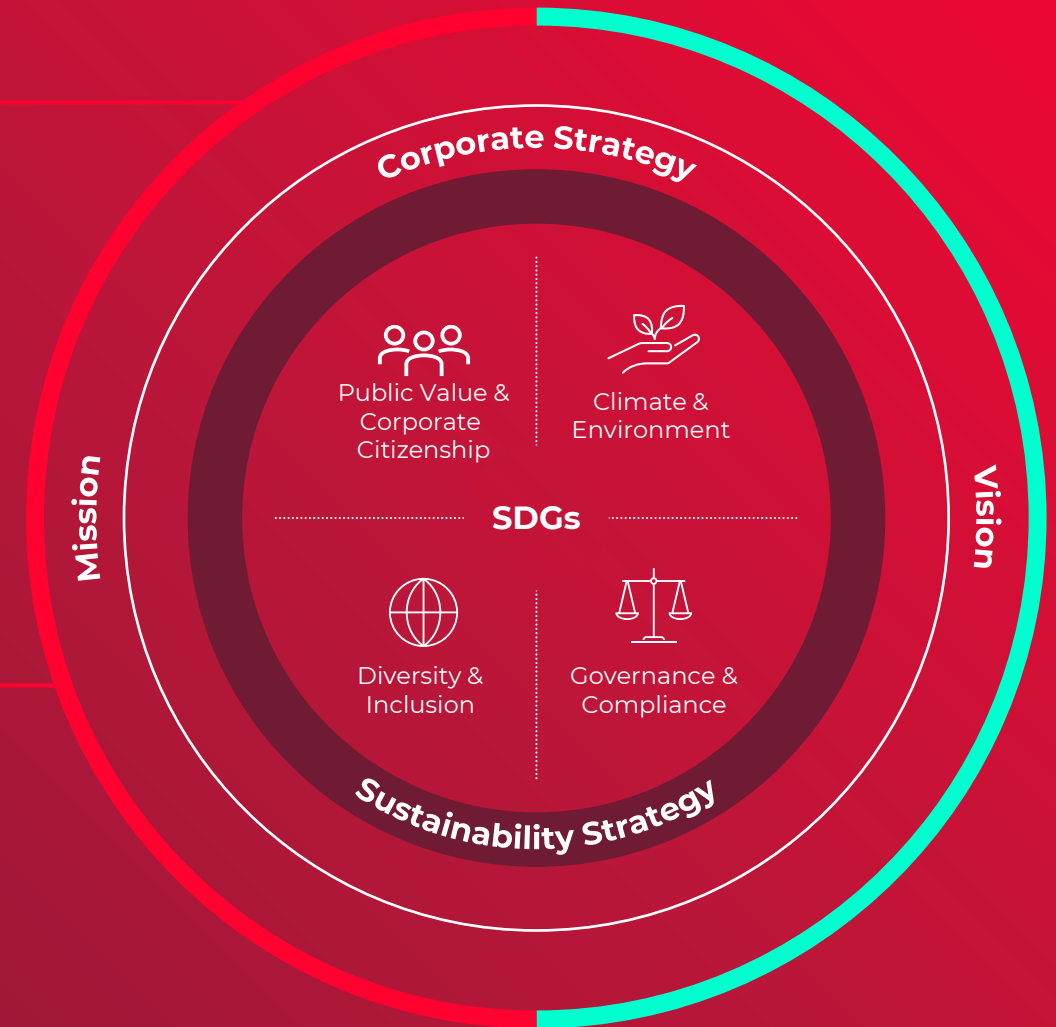 Corporate Strategy
Public Value &
Corporate
Citizenship
Climate &
Environment
Mission
Vision
SDGs
Diversity &
Inclusion
Governance &
Compliance
Sustainability Strategy